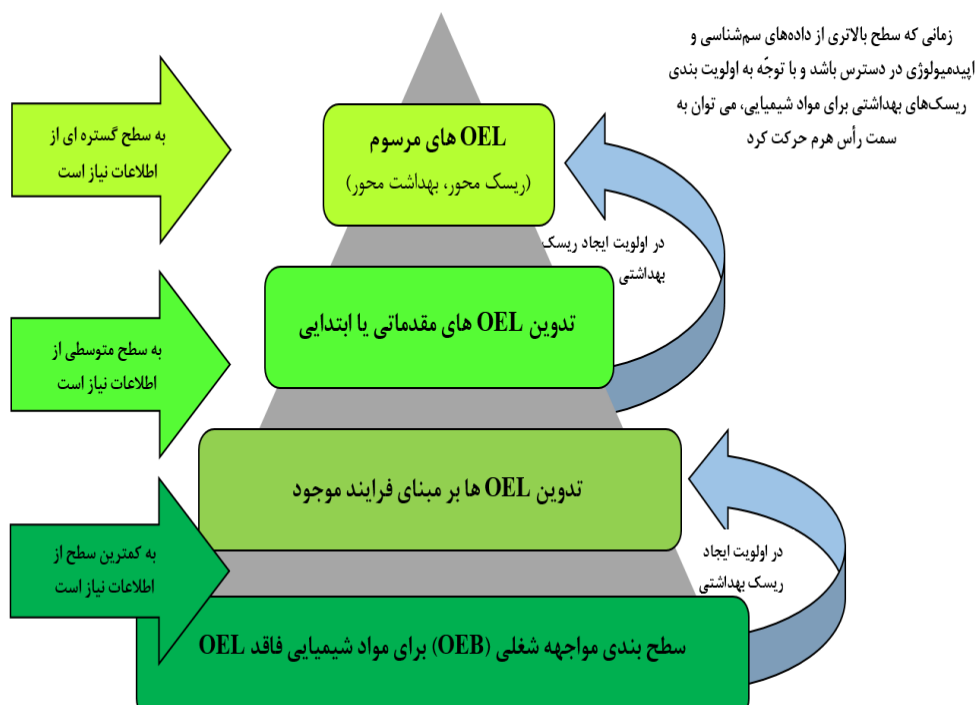 زمانی که سطح بالاتری از داده‌های سم‌شناسی و
اپیدمیولوژی در دسترس باشد و با توجّه به اولویت بندی
ریسک‌های بهداشتی برای مواد شیمیایی، می توان به
سمت رأس هرم حرکت کرد
OEL های مرسوم
(ریسک محور، بهداشت محور)
به سطح گستره ای از
اطلاعات نیاز است
در اولویت ایجاد ریسک
بهداشتی
تدوین OEL های مقدماتی یا ابتدایی
به سطح متوسطی از
اطلاعات نیاز است
تدوین OEL ها بر مبنای فرایند موجود
در اولویت ایجاد
ریسک بهداشتی
به کمترین سطح از
اطلاعات نیاز است
سطح بندی مواجهه شغلی (OEB) برای مواد شیمیایی فاقد OEL